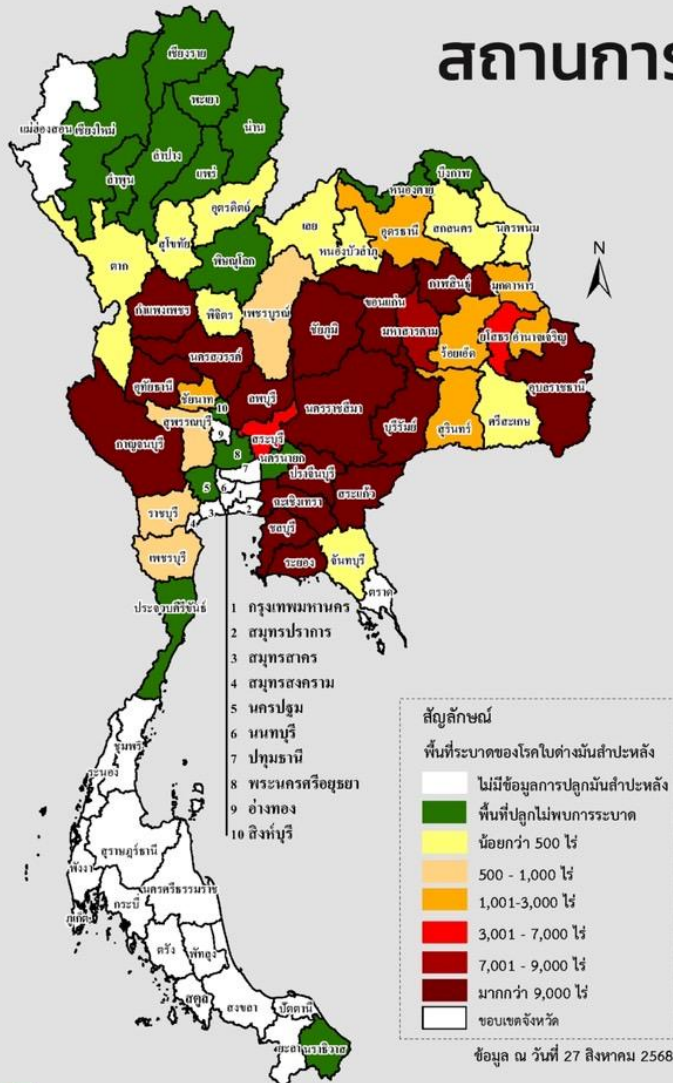 สถานการ
เชียงราย
พะเยา
น่าน
แม่ฮ่องสอน
เชียงใหม่
ลำปาง
ลำพูน
แพร่
อุตรดิตถ์
สุโขทัย
ตาก
พิษณุโลก
เลย
หนองบัวลำภู
อุดรธานี
หนองคาย
บึงกาฬ
สกลนคร
นครพนม
กำแพงเพชร
พิจิตร
เพชรบูรณ์
ชัยภูมิ
ขอนแก่น
กาฬสินธุ์
มุกดาหาร
มหาสารคาม
ร้อยเอ็ด
ยโสธร
อำนาจเจริญ
อุบลราชธานี
นครสวรรค์
อุทัยธานี
ชัยนาท
ลพบุรี
นครราชสีมา
บุรีรัมย์
สุรินทร์
ศรีสะเกษ
กาญจนบุรี
สุพรรณบุรี
10
9
8
สระบุรี
นครนายก
7
5
6
1
ปราจีนบุรี
สระแก้ว
ฉะเชิงเทรา
ราชบุรี
4
3
2
ชลบุรี
เพชรบุรี
ระยอง
จันทบุรี
ตราด
ประจวบคีรีขันธ์
N
1 กรุงเทพมหานคร
2 สมุทรปราการ
3 สมุทรสาคร
4 สมุทรสงคราม
5 นครปฐม
6 นนทบุรี
7 ปทุมธานี
8 พระนครศรีอยุธยา
9 อ่างทอง
10 สิงห์บุรี
ชุมพร
ระนอง
สุราษฎร์ธานี
พังงา
นครศรีธรรมราช
กระบี่
ภูเก็ต
ตรัง
พัทลุง
สตูล
สงขลา
ปัตตานี
ยะลา
นราธิวาส
สัญลักษณ์
พื้นที่ระบาดของโรคใบด่างมันสำปะหลัง
ไม่มีข้อมูลการปลูกมันสำปะหลัง
พื้นที่ปลูกไม่พบการระบาด
น้อยกว่า 500 ไร่
500 - 1,000 ไร่
1,001-3,000 ไร่
3,001 - 7,000 ไร่
7,001 - 9,000 ไร่
มากกว่า 9,000 ไร่
ขอบเขตจังหวัด
ข้อมูล ณ วันที่ 27 สิงหาคม 2568